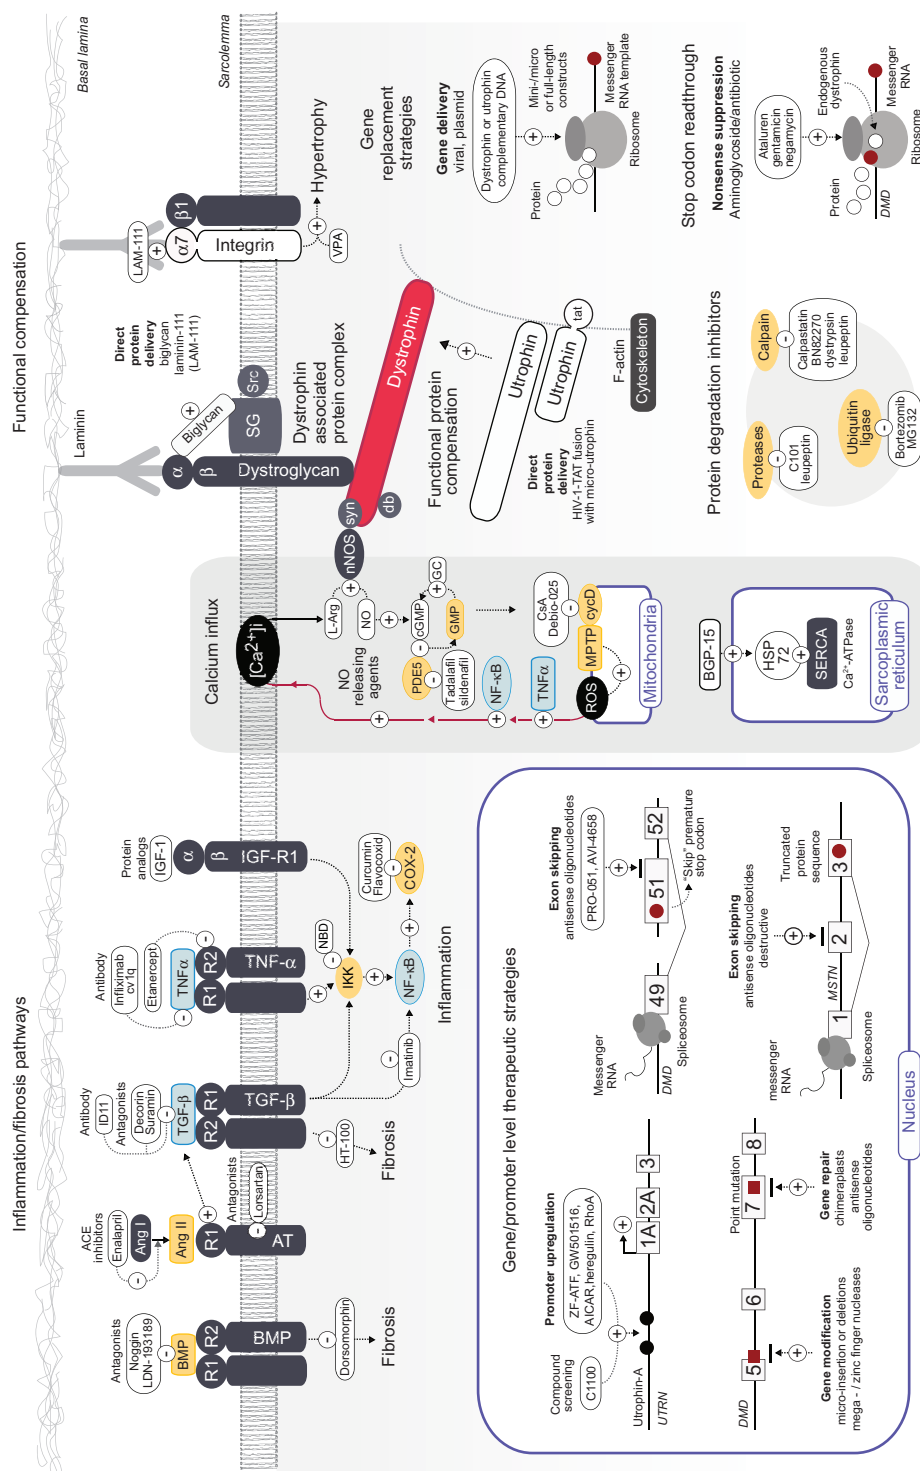 Inflammation/fibrosis pathways
Functional compensation
Basal lamina
Sarcolemma
Antagonists
Noggin
LDN-193189
-
BMP
R1
R2
BMP
-
Dorsomorphin
Fibrosis
ACE
inhibitors
Enalapril
-
Ang I
Ang II
+
R1
AT
Antagonists
-
Lorsartan
Antibody
ID11
Antagonists
Decorin
Suramin
-
TGF-β
R2
R1
TGF-β
-
HT-100
Fibrosis
-
Imatinib
Antibody
Infliximab
cv1q
Etanercept
-
-
TNFα
R1
R2
TNF-α
+
-
NBD
IKK
+
NF-κB
+
Inflammation
Protein
analogs
IGF-1
α
β
IGF-R1
Curcumin
Flavocoxid
-
COX-2
Calcium influx
[Ca2+]i
L-Arg
+
NO
nNOS
NO
releasing
agents
+
cGMP
+
GC
-
GMP
PDE5
-
Tadalafil
sildenafil
+
NF-κB
+
TNFα
+
CsA
Debio-025
-
cycD
MPTP
ROS
+
Mitochondria
BGP-15
+
HSP
72
+
SERCA
Ca2+-ATPase
Sarcoplasmic
reticulum
Laminin
α
β
Dystroglycan
Biglycan
+
SG
Src
syn
db
Dystrophin
Direct
protein
delivery
biglycan
laminin-111
(LAM-111)
Dystrophin
associated
protein complex
LAM-111
+
α7
β1
Integrin
+
VPA
Hypertrophy
Functional protein
compensation
+
Utrophin
Utrophin
tat
Direct
protein
delivery
HIV-1-TAT fusion
with micro-utrophin
F-actin
Cytoskeleton
Gene
replacement
strategies
Gene delivery
viral, plasmid
Dystrophin or utrophin
complementary DNA
+
Mini-/micro
or full-length
constructs
Protein
Messenger
RNA template
Ribosome
Protein degradation inhibitors
Proteases
-
C101
leupeptin
Calpain
-
Calpastatin
BN82270
dystrypsin
leupeptin
Ubiquitin
ligase
-
Bortezonib
MG132
Stop codon readthrough
Nonsense suppression
Aminoglycoside/antibiotic
Ataluren
gentamicin
negamycin
+
Endogenous
dystrophin
Protein
DMD
Messenger
RNA
Ribosome
Gene/promoter level therapeutic strategies
Promoter upregulation
Compound
screening
C1100
ZF-ATF, GW501516,
AICAR,heregulin, RhoA
+
Utrophin-A
UTRN
+
1A
2A
3
Exon skipping
antisense oligonucleotides
PRO-051, AVI-4658
+
Messenger
RNA
DMD
Spliceosome
49
51
52
"Skip" premature
stop codon
DMD
5
6
7
8
Point mutation
+
Gene modification
micro-insertion or deletions
mega - / zinc finger nucleases
+
Gene repair
chimeraplasts
antisense
oligonucleotides
Exon skipping
antisense oligonucleotides
destructive
+
messenger
RNA
MSTN
1
2
3
Spliceosome
Truncated
protein
sequence
Nucleus